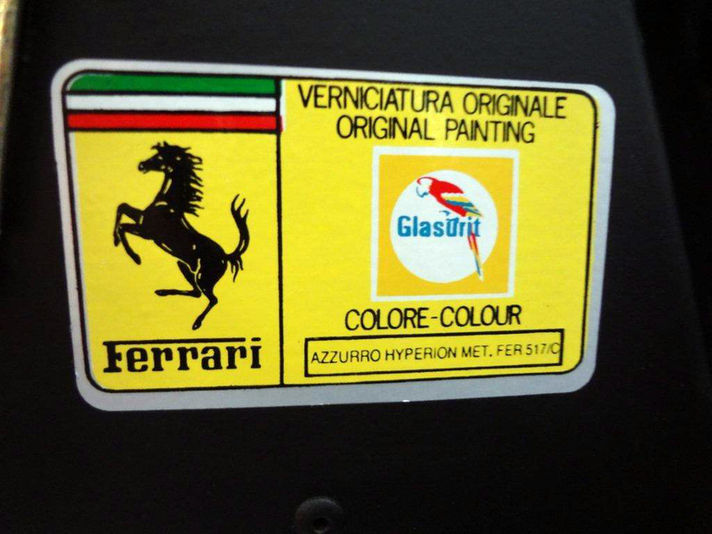 VERNICIATURA ORIGINALE
ORIGINAL PAINTING
Glasurit
COLORE-COLOUR
AZZURRO HYPERION MET. FER 517/C
Ferrari